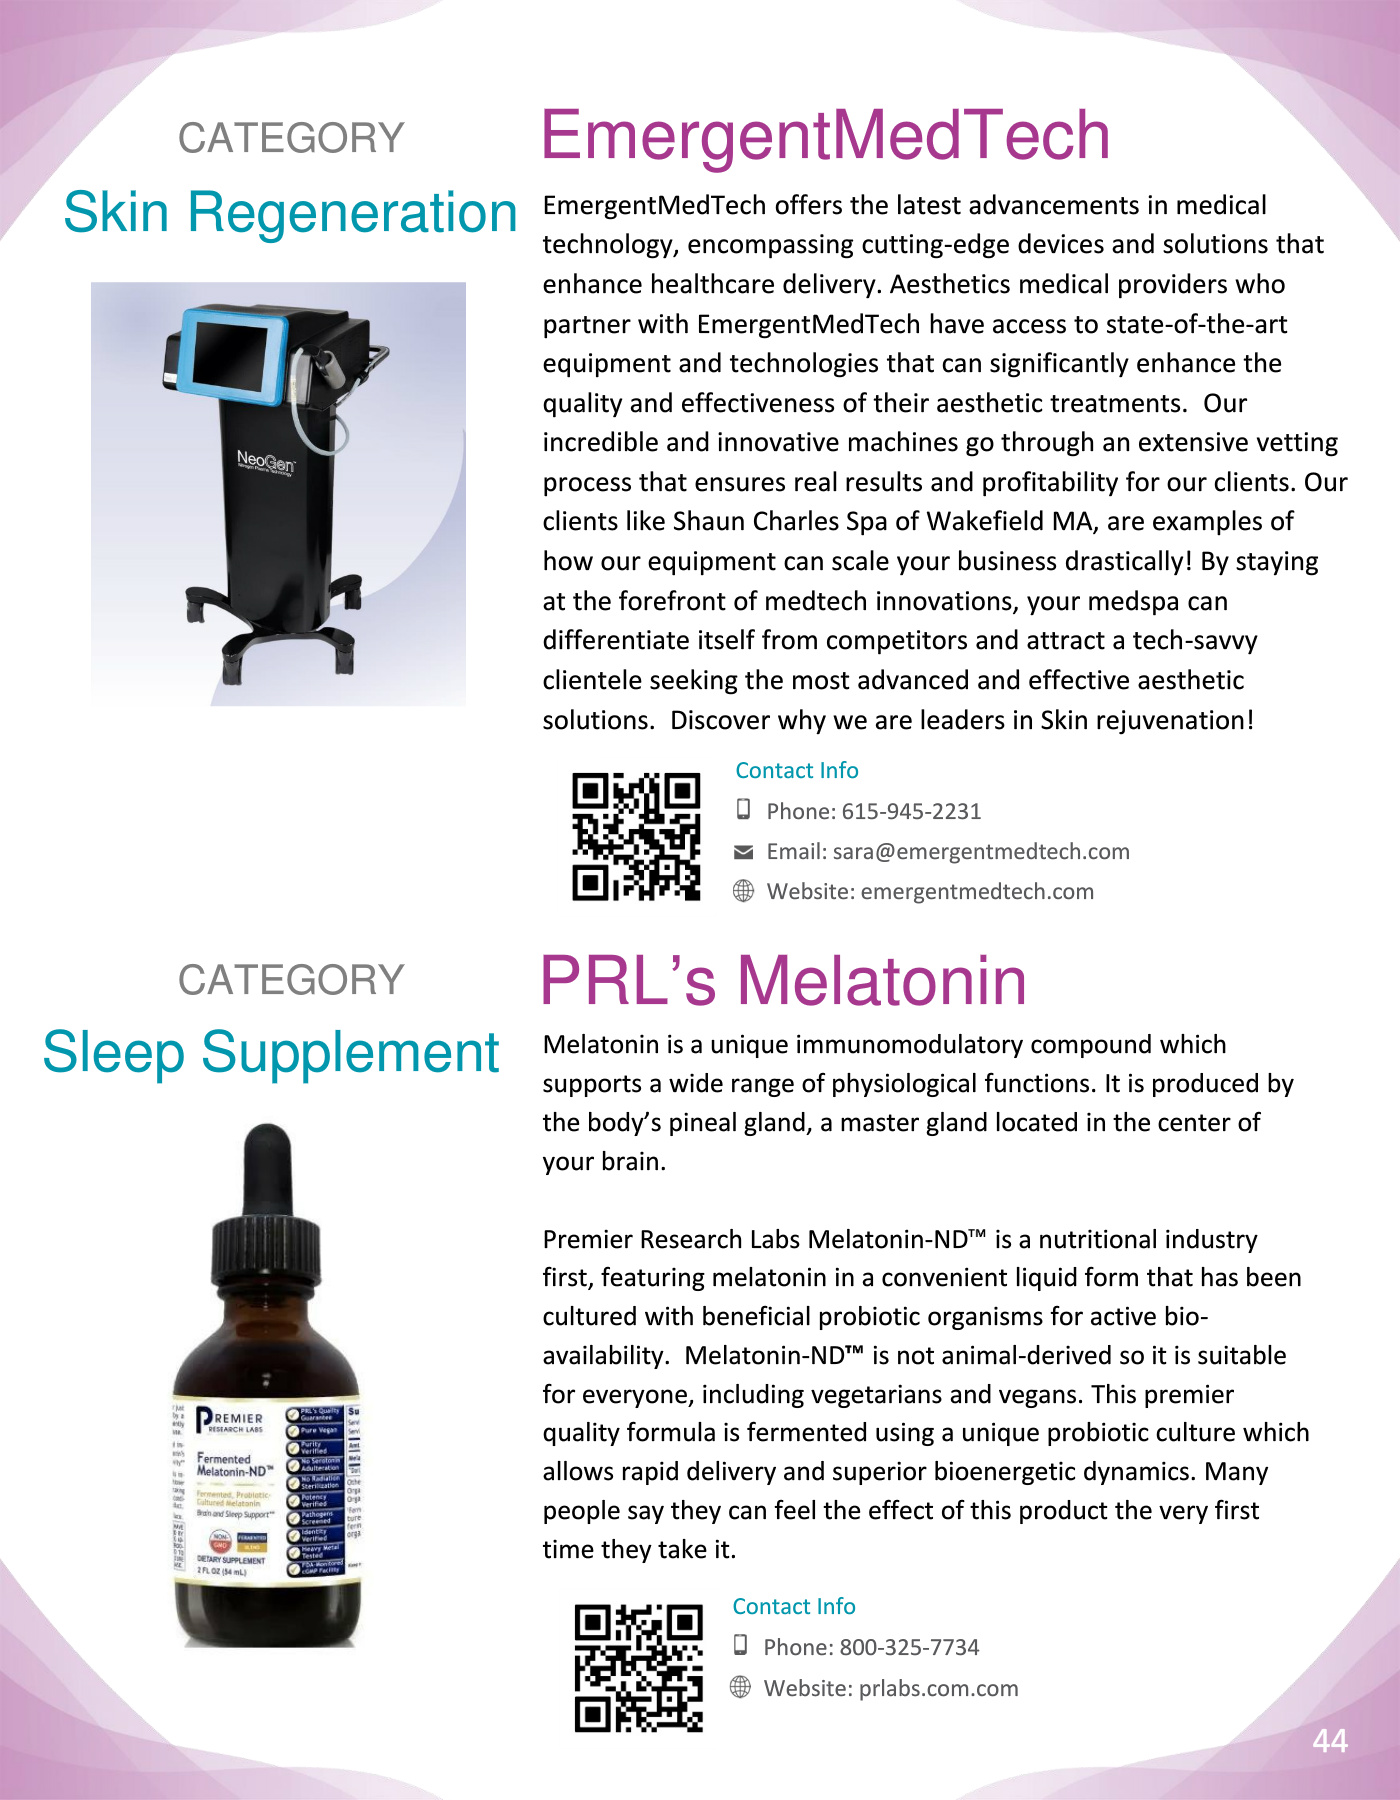 CATEGORY
Skin Regeneration
NeoGen™
Nitrogen Plasma Technology
EmergentMedTech
EmergentMedTech offers the latest advancements in medical
technology, encompassing cutting-edge devices and solutions that
enhance healthcare delivery. Aesthetics medical providers who
partner with EmergentMedTech have access to state-of-the-art
equipment and technologies that can significantly enhance the
quality and effectiveness of their aesthetic treatments.  Our
incredible and innovative machines go through an extensive vetting
process that ensures real results and profitability for our clients. Our
clients like Shaun Charles Spa of Wakefield MA, are examples of
how our equipment can scale your business drastically! By staying
at the forefront of medtech innovations, your medspa can
differentiate itself from competitors and attract a tech-savvy
clientele seeking the most advanced and effective aesthetic
solutions.  Discover why we are leaders in Skin rejuvenation!
Contact Info
Phone: 615-945-2231
Email: sara@emergentmedtech.com
Website: emergentmedtech.com
CATEGORY
Sleep Supplement
PREMIER
RESEARCH LABS
Fermented
Melatonin-ND™
Fermented, Probiotic-
Cultured Melatonin
Brain and Sleep Support**
NON-
GMO
FERMENTED
BLEND
DIETARY SUPPLEMENT
2 FL OZ (54 mL)
PRL's Quality
Guarantee
Pure Vegan
Purity
Verified
No Serotonin
Adulteration
No Radiation
Sterilization
Potency
Verified
Pathogens
Screened
Identity
Verified
Heavy Metal
Tested
FDA-Monitored
cGMP Facility
PRL’s Melatonin
Melatonin is a unique immunomodulatory compound which
supports a wide range of physiological functions. It is produced by
the body’s pineal gland, a master gland located in the center of
your brain.
Premier Research Labs Melatonin-ND™ is a nutritional industry
first, featuring melatonin in a convenient liquid form that has been
cultured with beneficial probiotic organisms for active bio-
availability.  Melatonin-ND™ is not animal-derived so it is suitable
for everyone, including vegetarians and vegans. This premier
quality formula is fermented using a unique probiotic culture which
allows rapid delivery and superior bioenergetic dynamics. Many
people say they can feel the effect of this product the very first
time they take it.
Contact Info
Phone: 800-325-7734
Website: prlabs.com.com
44